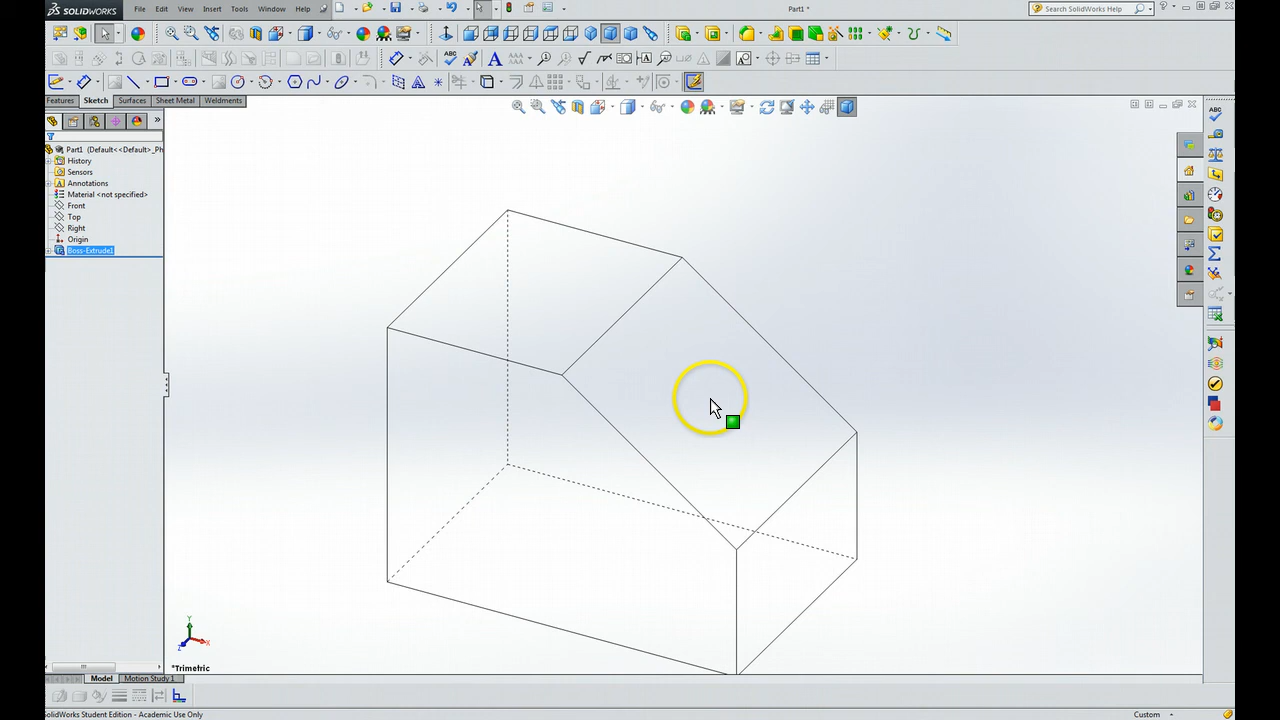 SOLIDWORKS File Edit View Insert Tools Window Help Part1 * Search SolidWorks Help
Features Sketch Surfaces Sheet Metal Weldments
Part1 (Default<<Default>_Ph
History
Sensors
Annotations
Material <not specified>
Front
Top
Right
Origin
Boss-Extrude1
Y
X
Z
*Trimetric
Model Motion Study 1
SolidWorks Student Edition - Academic Use Only Custom